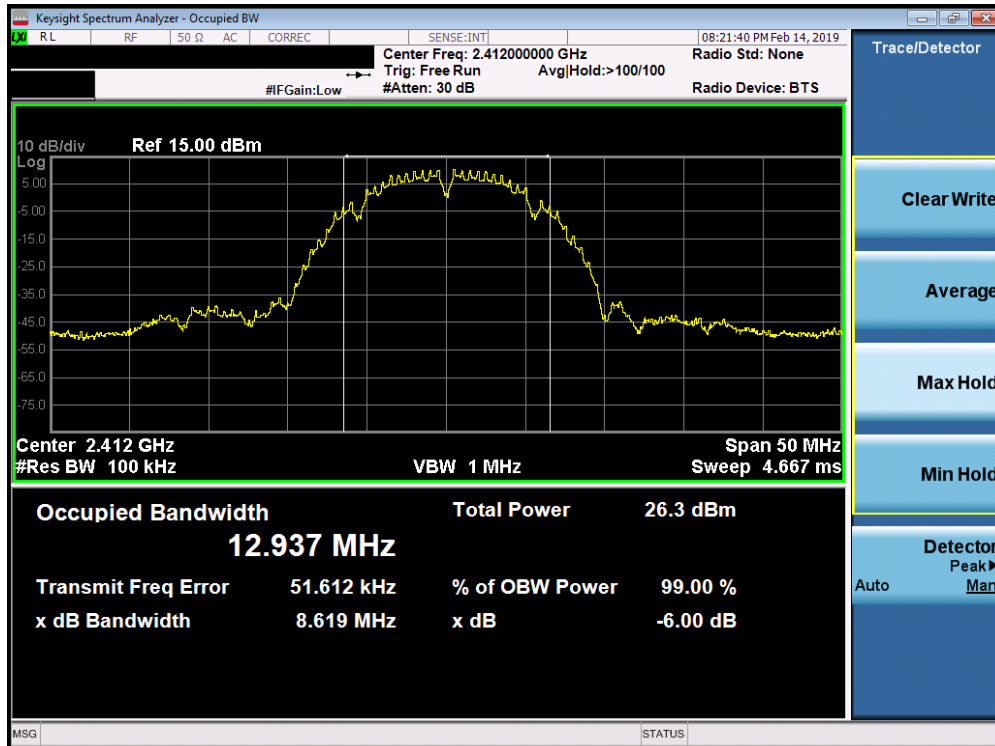 Keysight Spectrum Analyzer - Occupied BW
LXI RL RF 50 Ω AC CORREC SENSE:INT 08:21:40 PM Feb 14, 2019
Center Freq: 2.412000000 GHz Radio Std: None
Trig: Free Run Avg|Hold:>100/100
#IFGain:Low #Atten: 30 dB Radio Device: BTS
10 dB/div Ref 15.00 dBm
Log
5.00
-5.00
-15.0
-25.0
-35.0
-45.0
-55.0
-65.0
-75.0
Center 2.412 GHz Span 50 MHz
#Res BW 100 kHz VBW 1 MHz Sweep 4.667 ms
Occupied Bandwidth Total Power 26.3 dBm
12.937 MHz
Transmit Freq Error 51.612 kHz % of OBW Power 99.00 %
x dB Bandwidth 8.619 MHz x dB -6.00 dB
MSG STATUS
Trace/Detector
Clear Write
Average
Max Hold
Min Hold
Detector
Peak
Auto Man